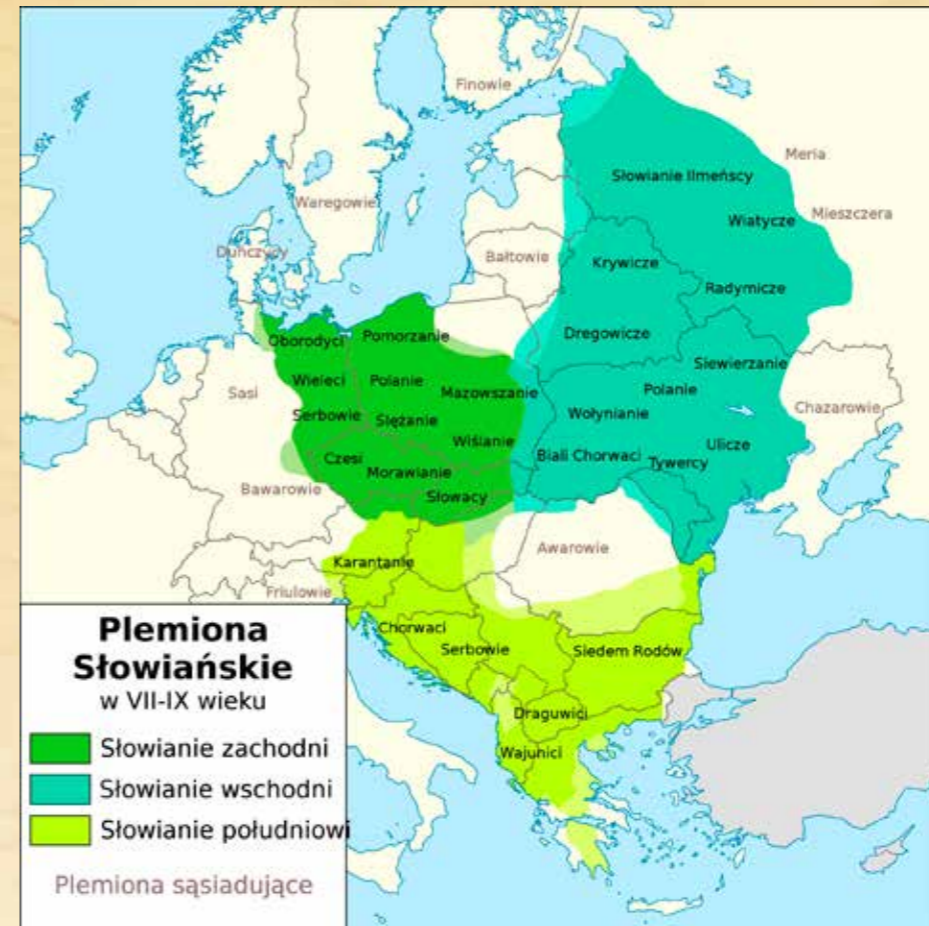 Finowie
Meria
Słowianie Ilmeńscy
Waregowie
Wiatycze
Mieszczera
Duńczycy
Bałtowie
Krywicze
Radymicze
Oborodyci
Pomorzanie
Dregowicze
Siewierzanie
Wieleci
Polanie
Polanie
Sasi
Mazowszanie
Chazarowie
Serbowie
Slężanie
Wołynianie
Wiślanie
Ulicze
Czesi
Biali Chorwaci
Tywercy
Morawianie
Bawarowie
Słowacy
Awarowie
Karantanie
Friulowie
Chorwaci
Serbowie
Siedem Rodów
Draguwici
Wajunici
Plemiona
Słowiańskie
w VII-IX wieku
Słowianie zachodni
Słowianie wschodni
Słowianie południowi
Plemiona sąsiadujące